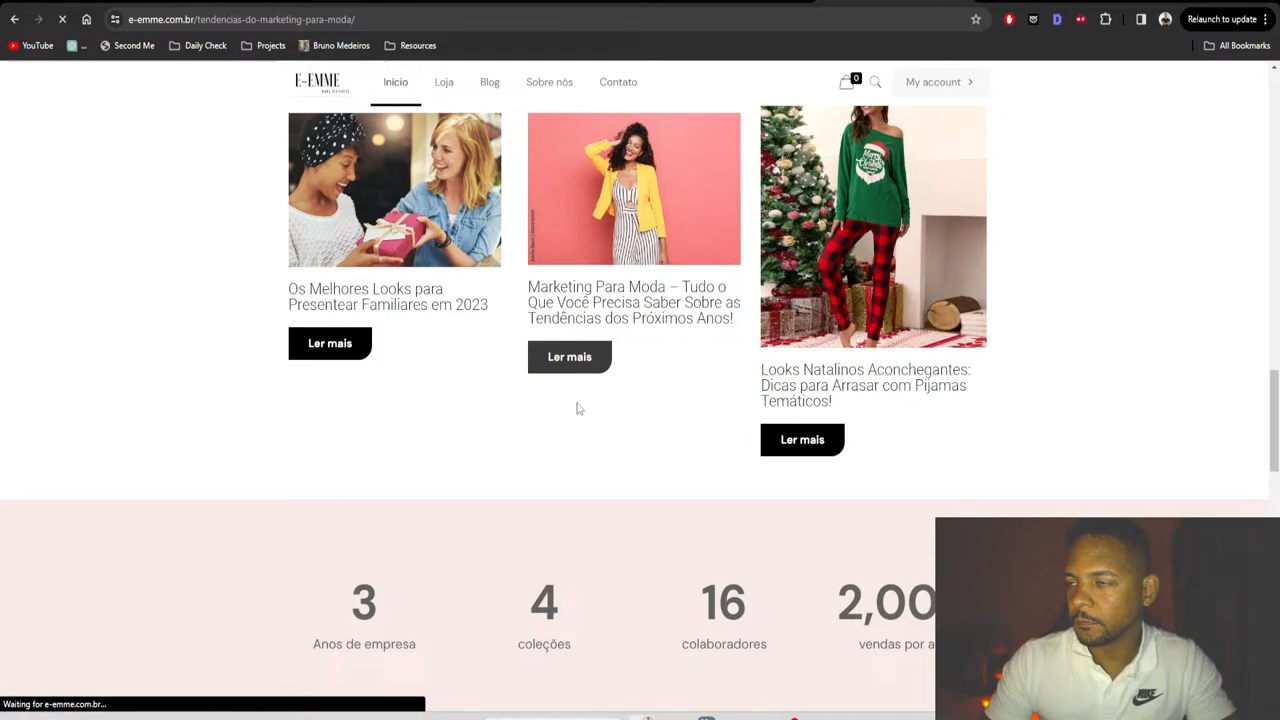 e-emme.com.br/tendencias-do-marketing-para-moda/
Relaunch to update
YouTube
...
Second Me
Daily Check
Projects
Bruno Medeiros
Resources
All Bookmarks
E-EMME
Início
Loja
Blog
Sobre nós
Contato
0
My account
Os Melhores Looks para
Presentear Familiares em 2023
Ler mais
Marketing Para Moda – Tudo o
Que Você Precisa Saber Sobre as
Tendências dos Próximos Anos!
Ler mais
Looks Natalinos Aconchegantes:
Dicas para Arrasar com Pijamas
Temáticos!
Ler mais
3
Anos de empresa
4
coleções
16
colaboradores
2,00
vendas por a
Waiting for e-emme.com.br...